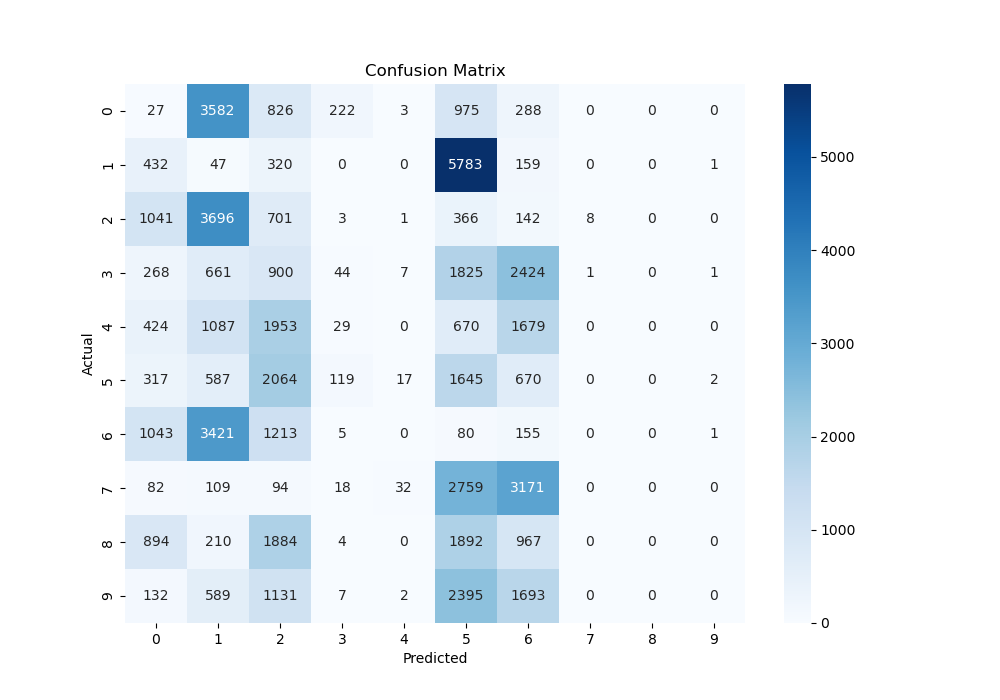 Confusion Matrix
0 27 3582 826 222 3 975 288 0 0 0
1 432 47 320 0 0 5783 159 0 0 1
2 1041 3696 701 3 1 366 142 8 0 0
3 268 661 900 44 7 1825 2424 1 0 1
4 424 1087 1953 29 0 670 1679 0 0 0
5 317 587 2064 119 17 1645 670 0 0 2
6 1043 3421 1213 5 0 80 155 0 0 1
7 82 109 94 18 32 2759 3171 0 0 0
8 894 210 1884 4 0 1892 967 0 0 0
9 132 589 1131 7 2 2395 1693 0 0 0
0 1 2 3 4 5 6 7 8 9
Predicted
Actual
5000
4000
3000
2000
1000
0